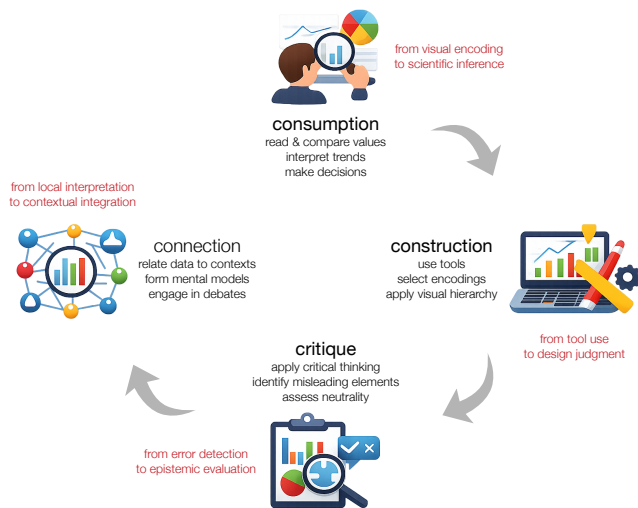 from visual encoding
to scientific inference
consumption
read & compare values
interpret trends
make decisions
from local interpretation
to contextual integration
connection
relate data to contexts
form mental models
engage in debates
construction
use tools
select encodings
apply visual hierarchy
from tool use
to design judgment
critique
apply critical thinking
identify misleading elements
assess neutrality
from error detection
to epistemic evaluation